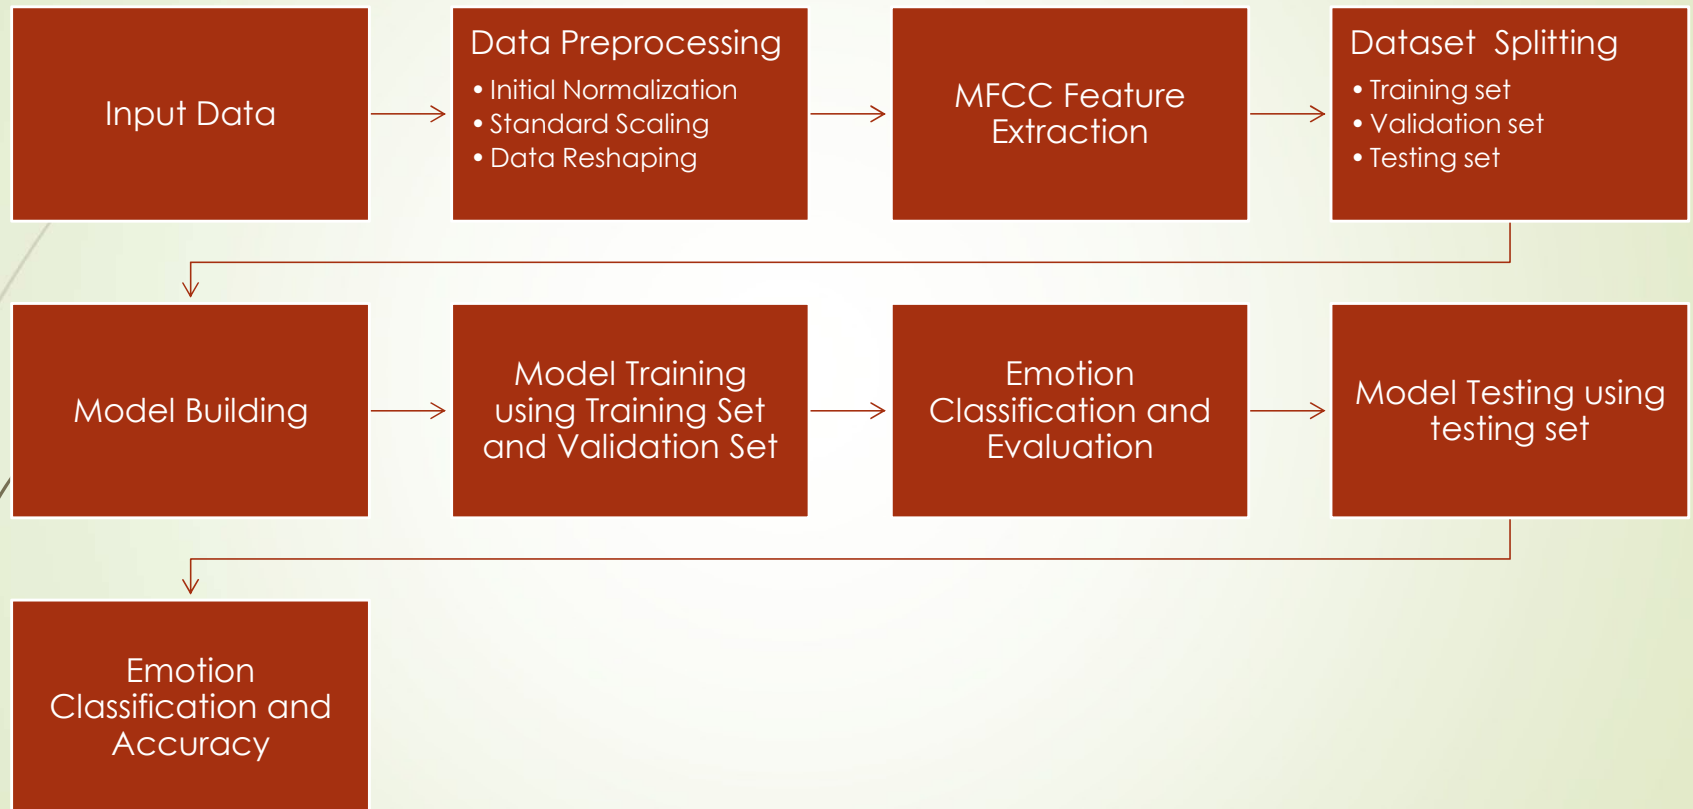 Input Data
Data Preprocessing
• Initial Normalization
• Standard Scaling
• Data Reshaping
MFCC Feature
Extraction
Dataset  Splitting
• Training set
• Validation set
• Testing set
Model Building
Model Training
using Training Set
and Validation Set
Emotion
Classification and
Evaluation
Model Testing using
testing set
Emotion
Classification and
Accuracy